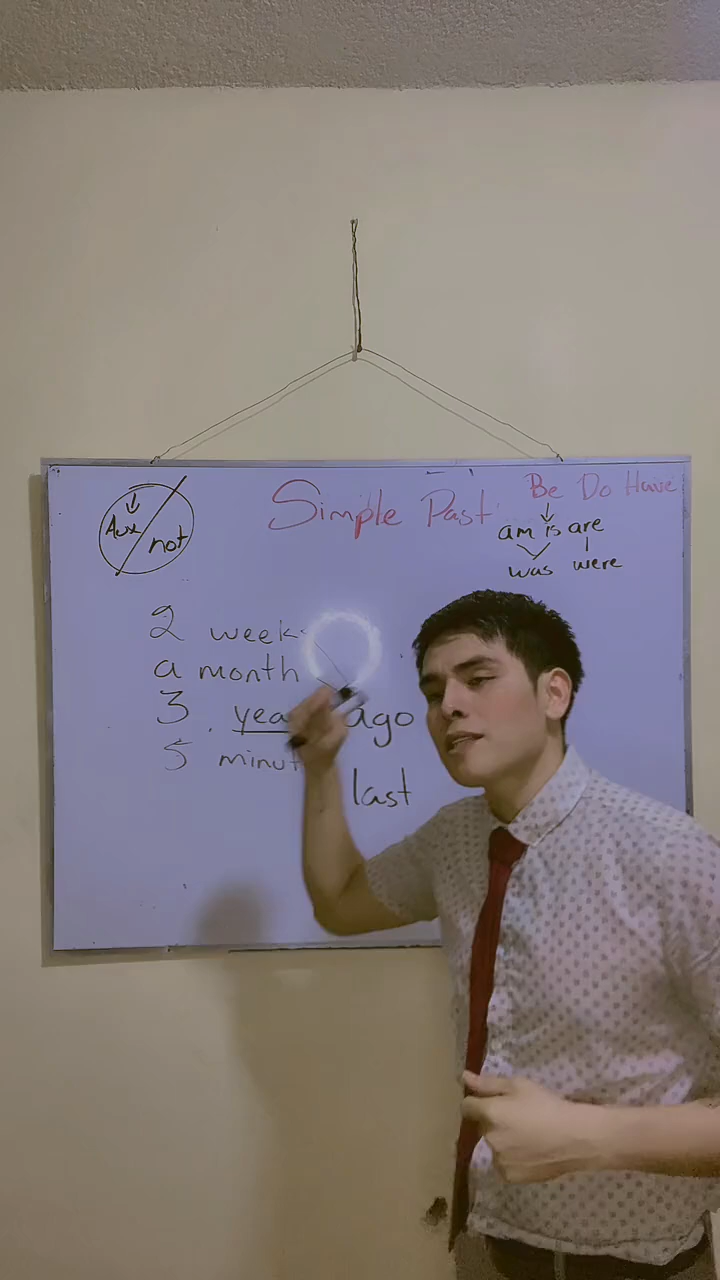 Simple Past
Be Do Have
am is are
was were
Aux / not
2 week
a month
3 yea ago
5 minut
last